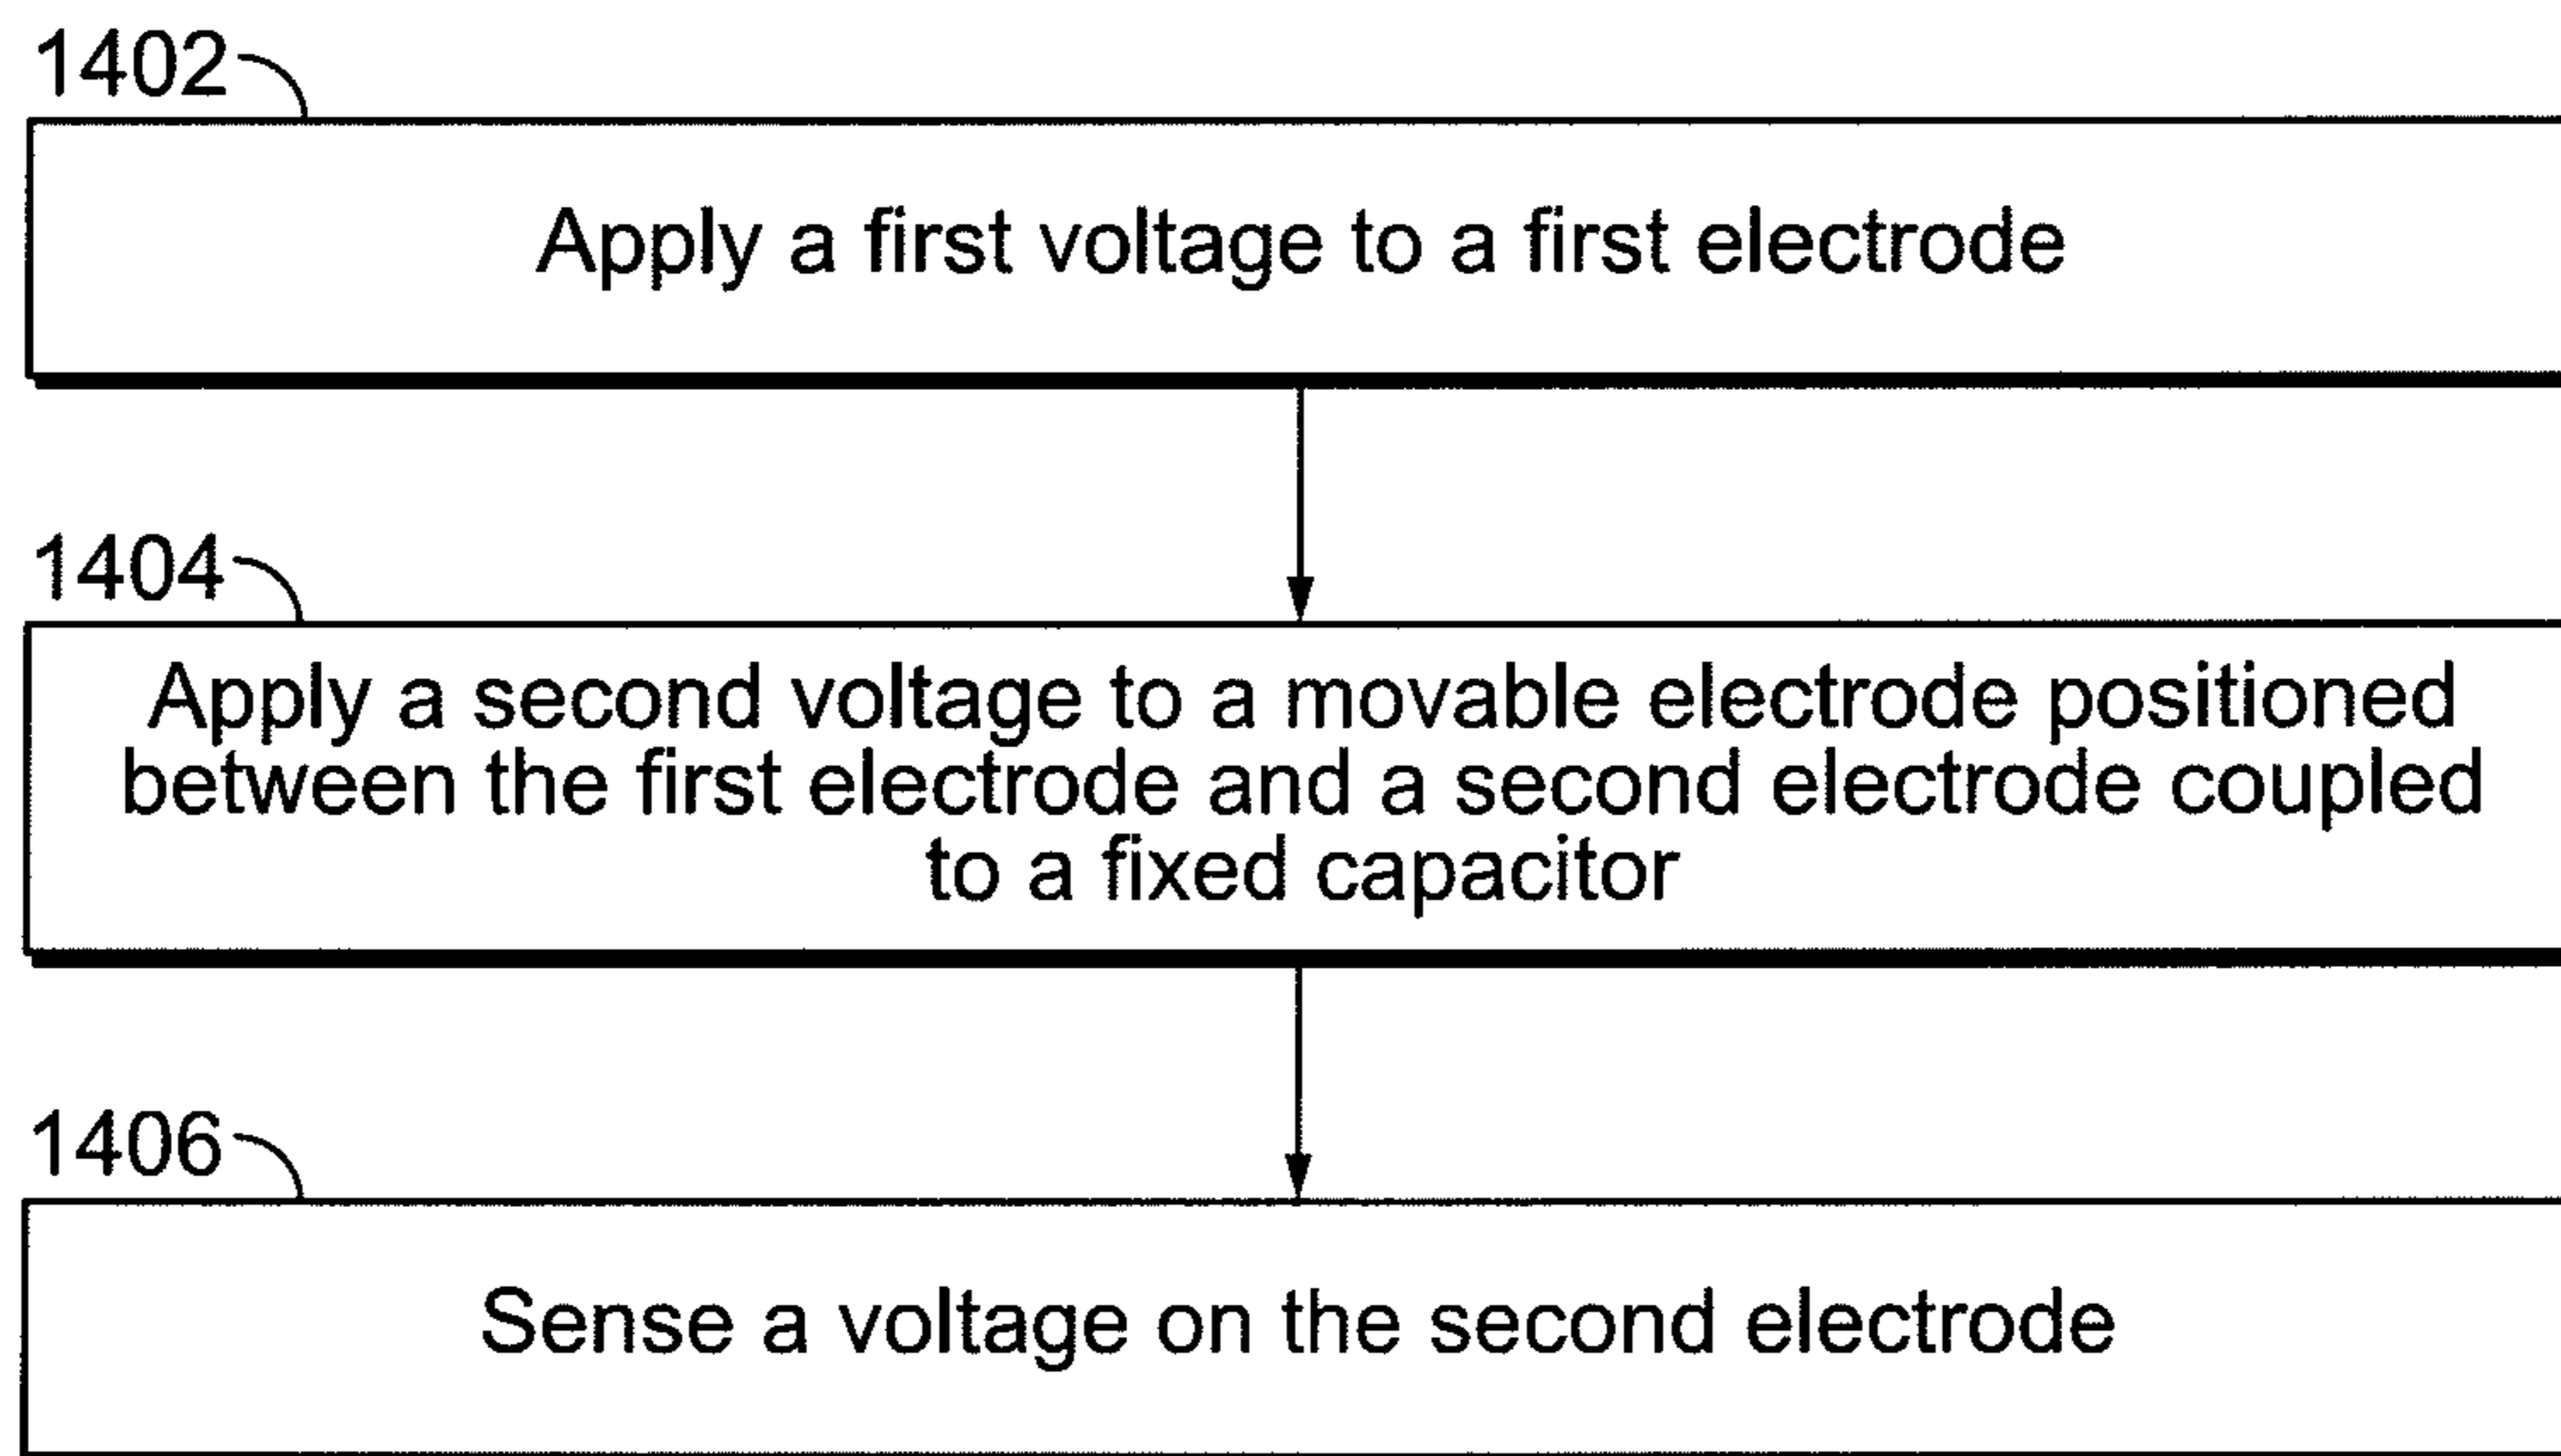 1402
Apply a first voltage to a first electrode
1404
Apply a second voltage to a movable electrode positioned
between the first electrode and a second electrode coupled
to a fixed capacitor
1406
Sense a voltage on the second electrode